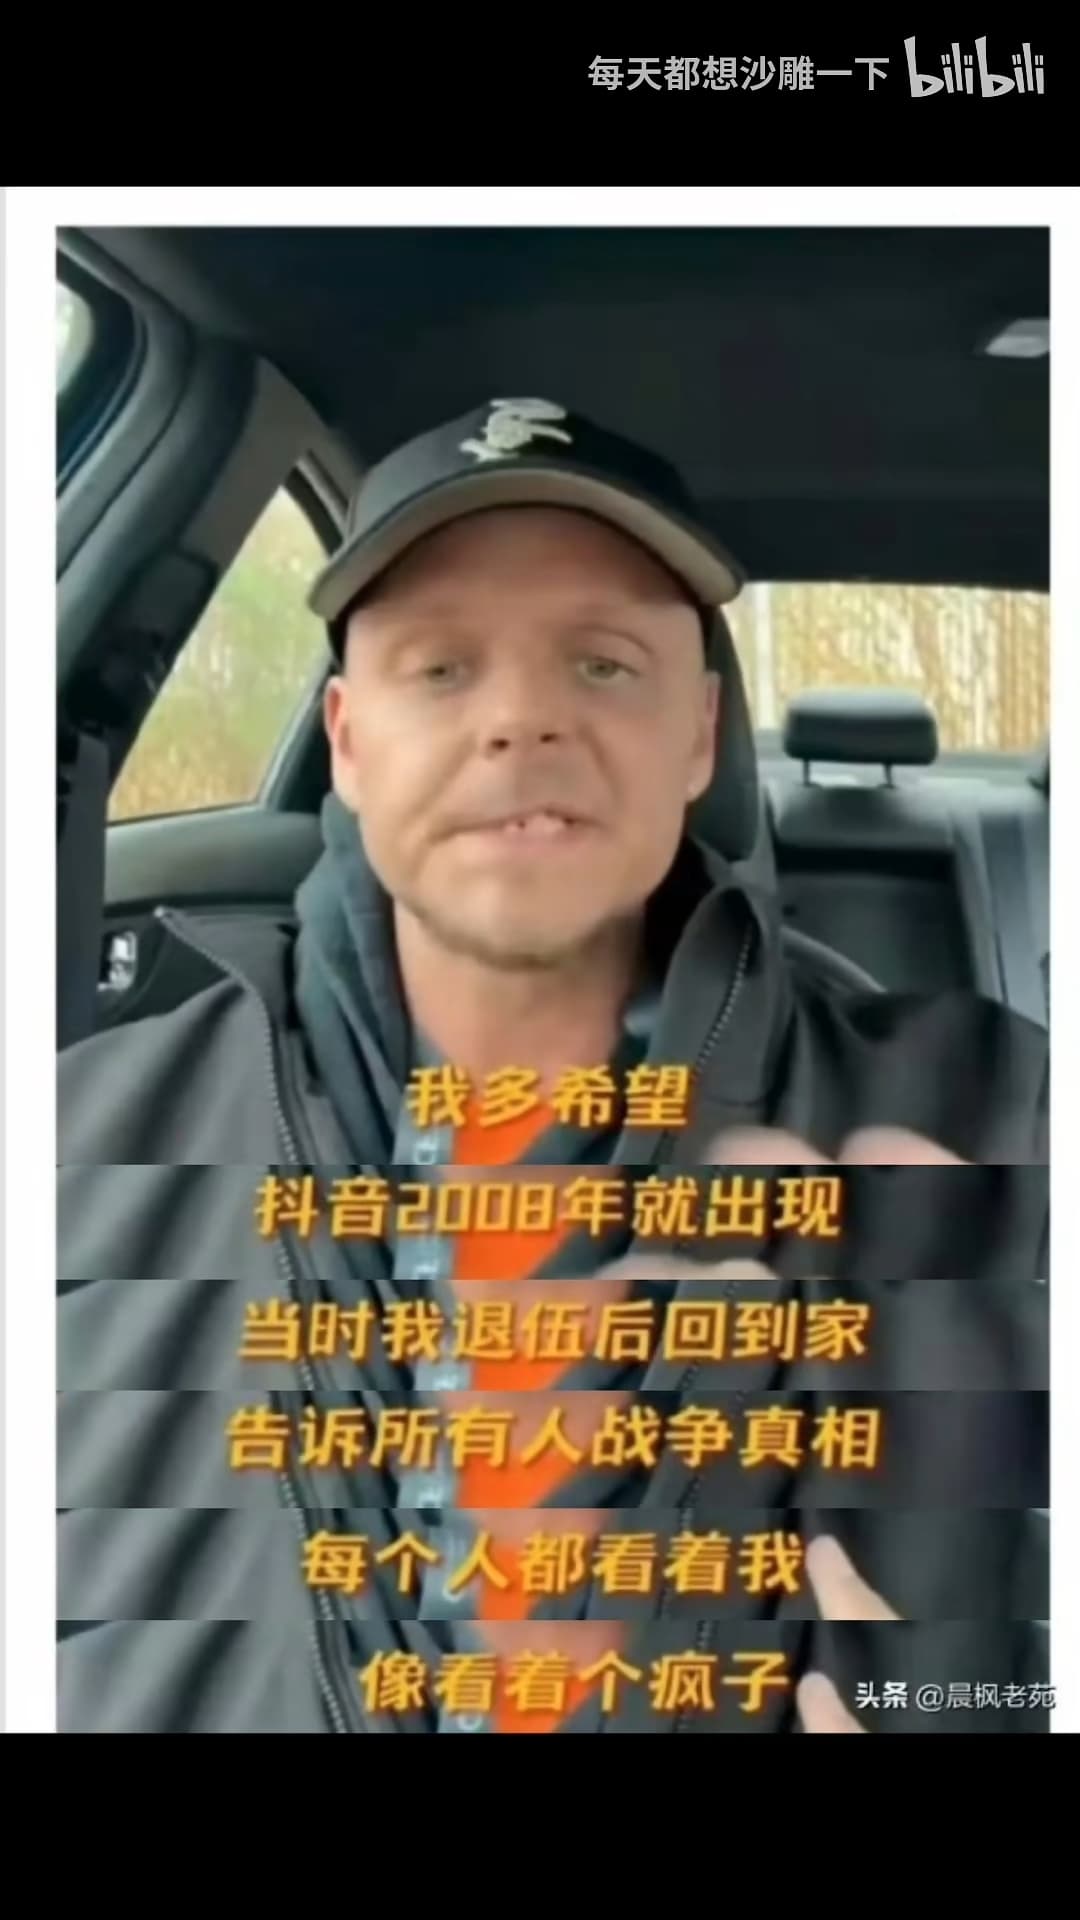 每天都想沙雕一下 bilibili
我多希望
抖音2008年就出现
当时我退伍后回到家
告诉所有人战争真相
每个人都看着我
像看着个疯子
头条 @晨枫老苑